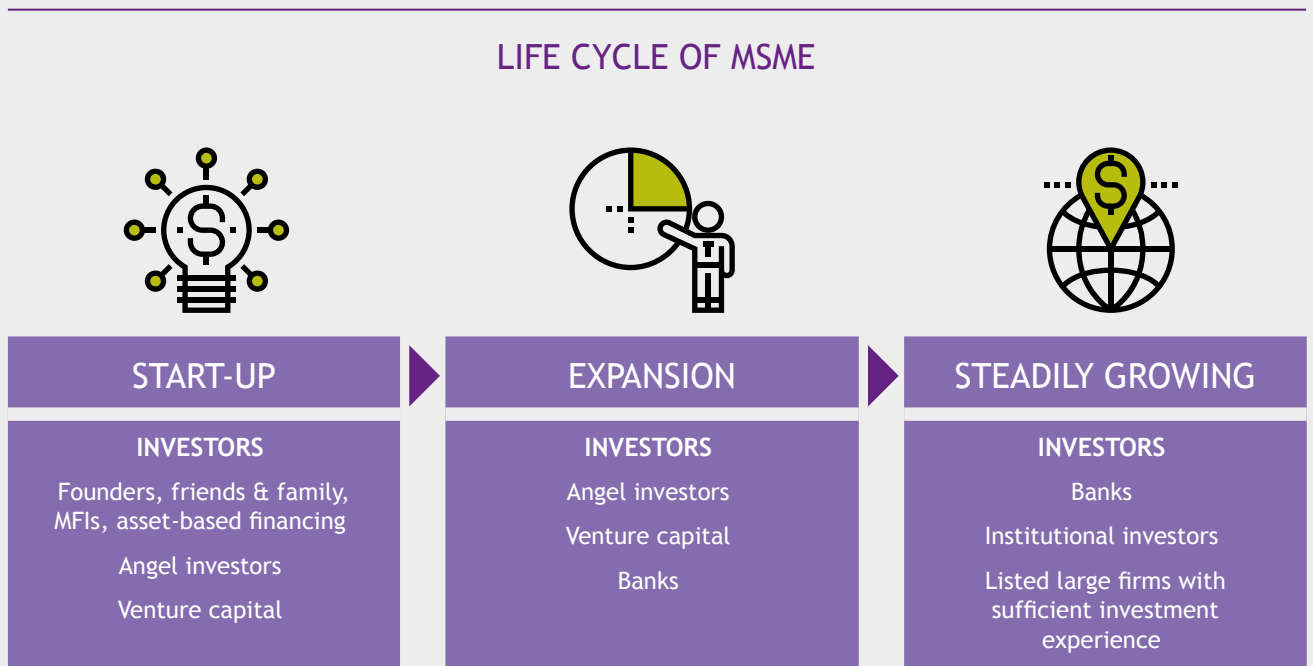 LIFE CYCLE OF MSME
START-UP
INVESTORS
Founders, friends & family,
MFIs, asset-based financing
Angel investors
Venture capital
EXPANSION
INVESTORS
Angel investors
Venture capital
Banks
STEADILY GROWING
INVESTORS
Banks
Institutional investors
Listed large firms with
sufficient investment
experience